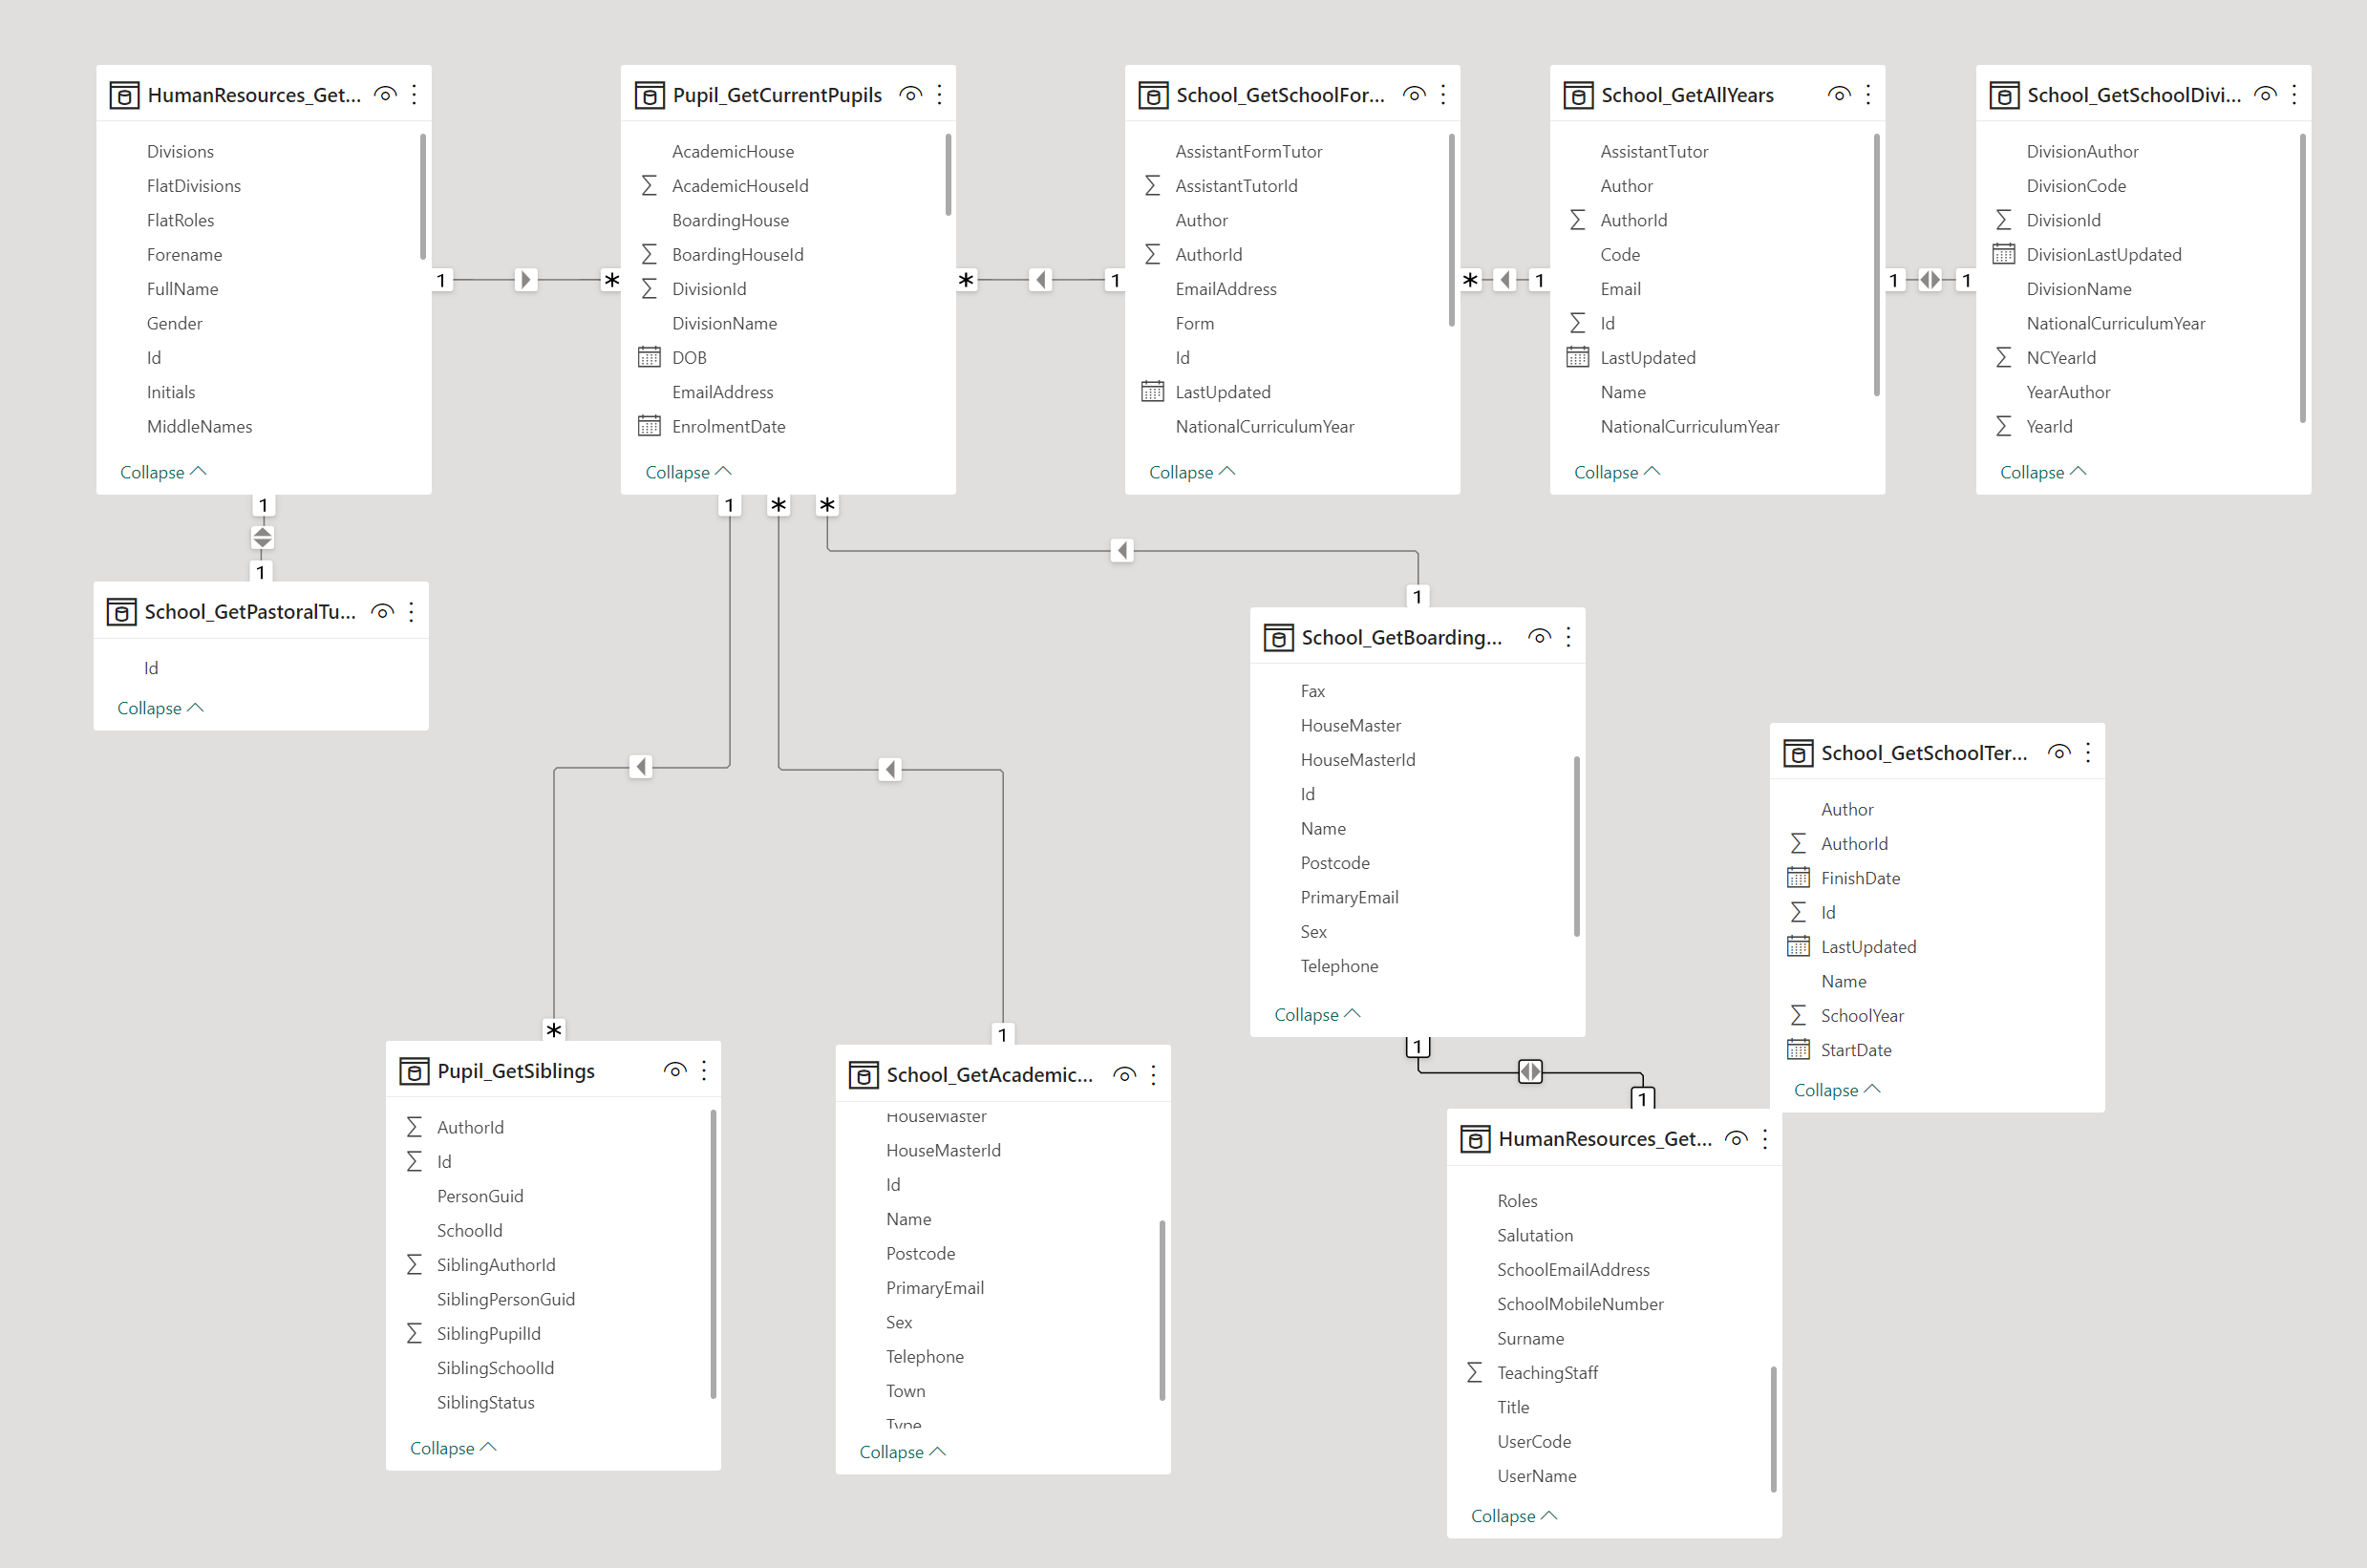 HumanResources_Get...
Divisions
FlatDivisions
FlatRoles
Forename
FullName
Gender
Id
Initials
MiddleNames
Collapse
Pupil_GetCurrentPupils
AcademicHouse
AcademicHouseId
BoardingHouse
BoardingHouseId
DivisionId
DivisionName
DOB
EmailAddress
EnrolmentDate
Collapse
School_GetSchoolFor...
AssistantFormTutor
AssistantTutorId
Author
AuthorId
EmailAddress
Form
Id
LastUpdated
NationalCurriculumYear
Collapse
School_GetAllYears
AssistantTutor
Author
AuthorId
Code
Email
Id
LastUpdated
Name
NationalCurriculumYear
Collapse
School_GetSchoolDivi...
DivisionAuthor
DivisionCode
DivisionId
DivisionLastUpdated
DivisionName
NationalCurriculumYear
NCYearId
YearAuthor
YearId
Collapse
1
*
*
1
*
1
1
1
1
1
1
*
*
1
School_GetPastoralTu...
Id
Collapse
School_GetBoarding...
Fax
HouseMaster
HouseMasterId
Id
Name
Postcode
PrimaryEmail
Sex
Telephone
Collapse
School_GetSchoolTer...
Author
AuthorId
FinishDate
Id
LastUpdated
Name
SchoolYear
StartDate
Collapse
*
1
1
1
Pupil_GetSiblings
AuthorId
Id
PersonGuid
SchoolId
SiblingAuthorId
SiblingPersonGuid
SiblingPupilId
SiblingSchoolId
SiblingStatus
Collapse
School_GetAcademic...
HouseMaster
HouseMasterId
Id
Name
Postcode
PrimaryEmail
Sex
Telephone
Town
Type
Collapse
HumanResources_Get...
Roles
Salutation
SchoolEmailAddress
SchoolMobileNumber
Surname
TeachingStaff
Title
UserCode
UserName
Collapse